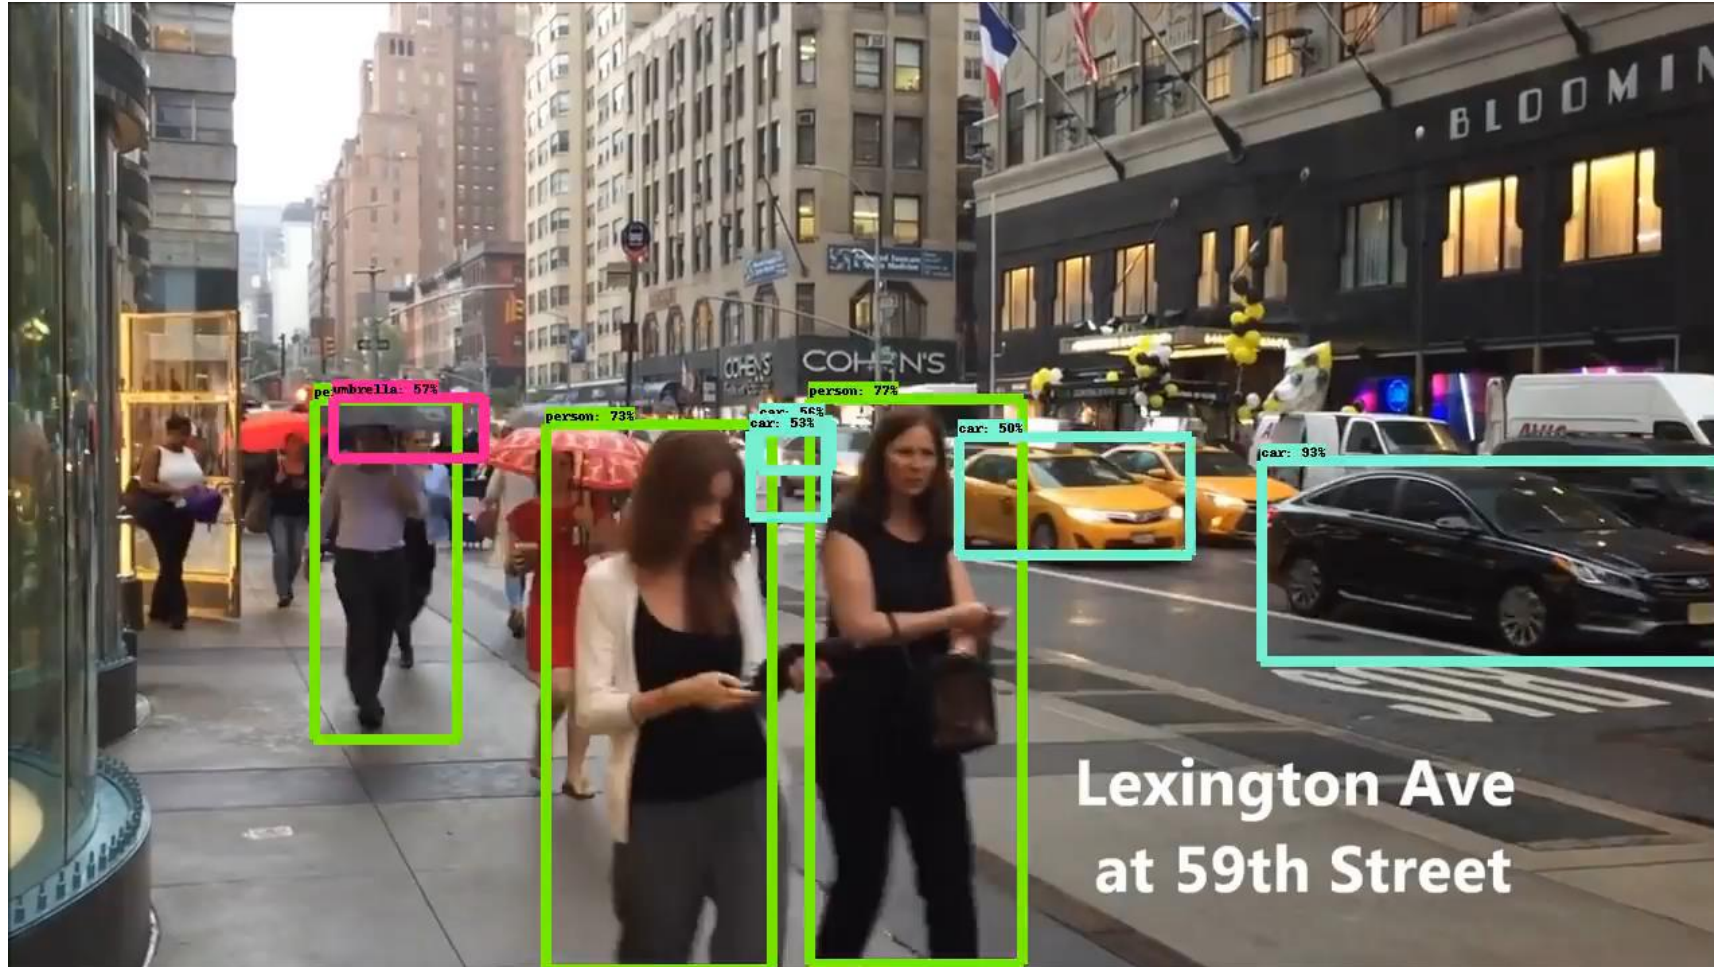 BLOOMIN
COHEN'S
COHEN'S
AVIS
umbrella: 57%
person: 77%
person: 73%
car: 56%
car: 53%
car: 50%
car: 93%
Lexington Ave
at 59th Street